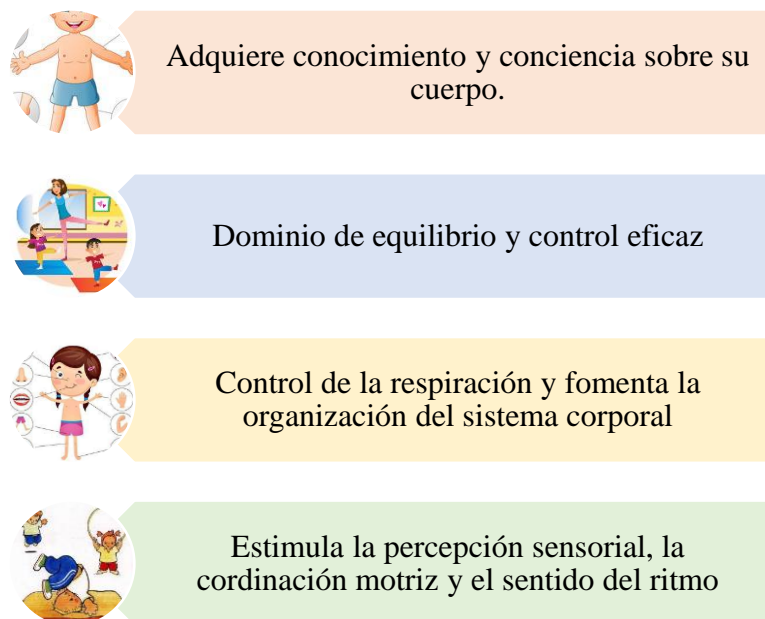 Adquiere conocimiento y conciencia sobre su
cuerpo.
Dominio de equilibrio y control eficaz
Control de la respiración y fomenta la
organización del sistema corporal
Estimula la percepción sensorial, la
cordinación motriz y el sentido del ritmo